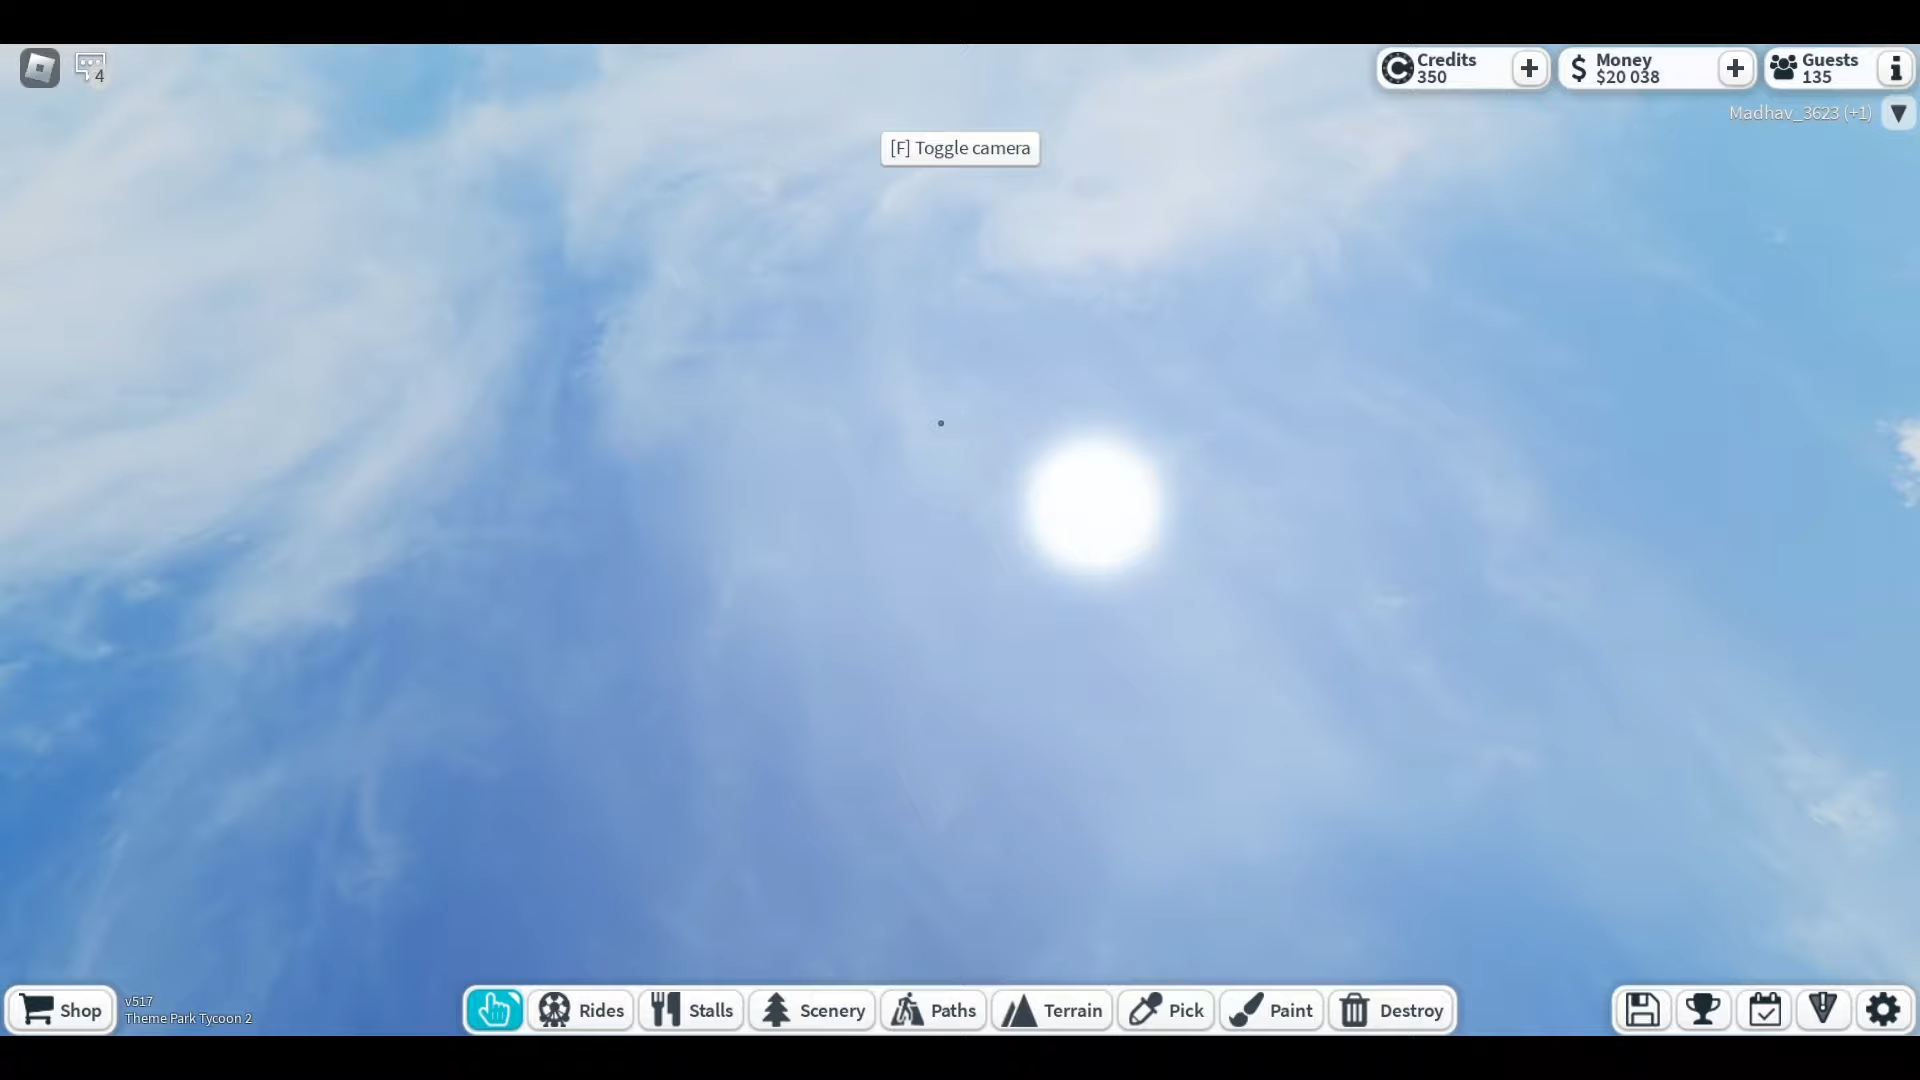 4
Credits
350
Money
$20 038
Guests
135
Madhav_3623 (+1)
[F] Toggle camera
Shop
v517
Theme Park Tycoon 2
Rides
Stalls
Scenery
Paths
Terrain
Pick
Paint
Destroy